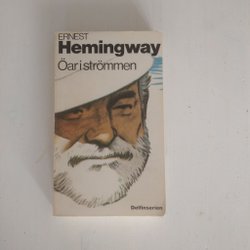 ERNEST
Hemingway
Öar i strömmen
Delfinserien